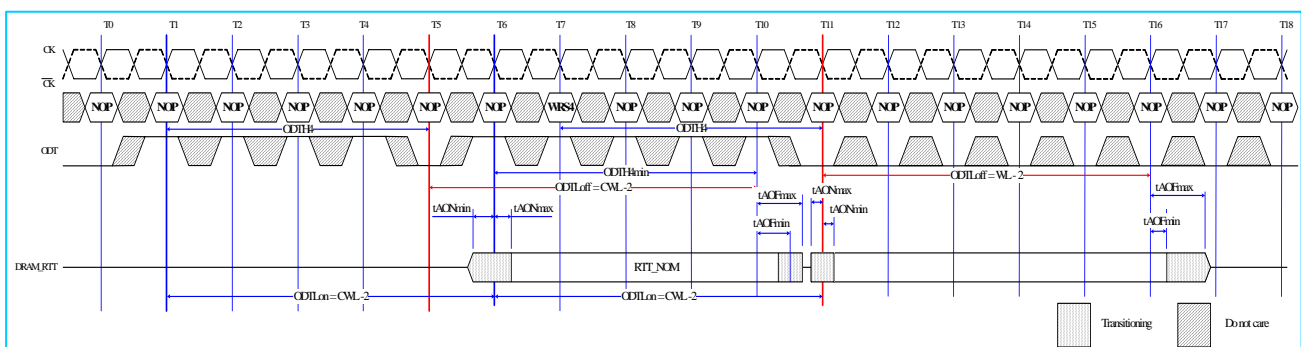 T0 T1 T2 T3 T4 T5 T6 T7 T8 T9 T10 T11 T12 T13 T14 T15 T16 T17 T18
CK
CK
NOP NOP NOP NOP NOP NOP NOP WRS4 NOP NOP NOP NOP NOP NOP NOP NOP NOP NOP NOP
ODTH4 ODTH4
ODT
ODTH4min ODTLoff = WL - 2
ODTLoff = CWL - 2 tAOFmax tAONmax tAOFmax
tAONmin tAONmax tAOFmin tAONmin tAOFmin
DRAM_RTT RTT_NOM
ODTLon = CWL - 2 ODTLon = CWL - 2
Transitioning Do not care